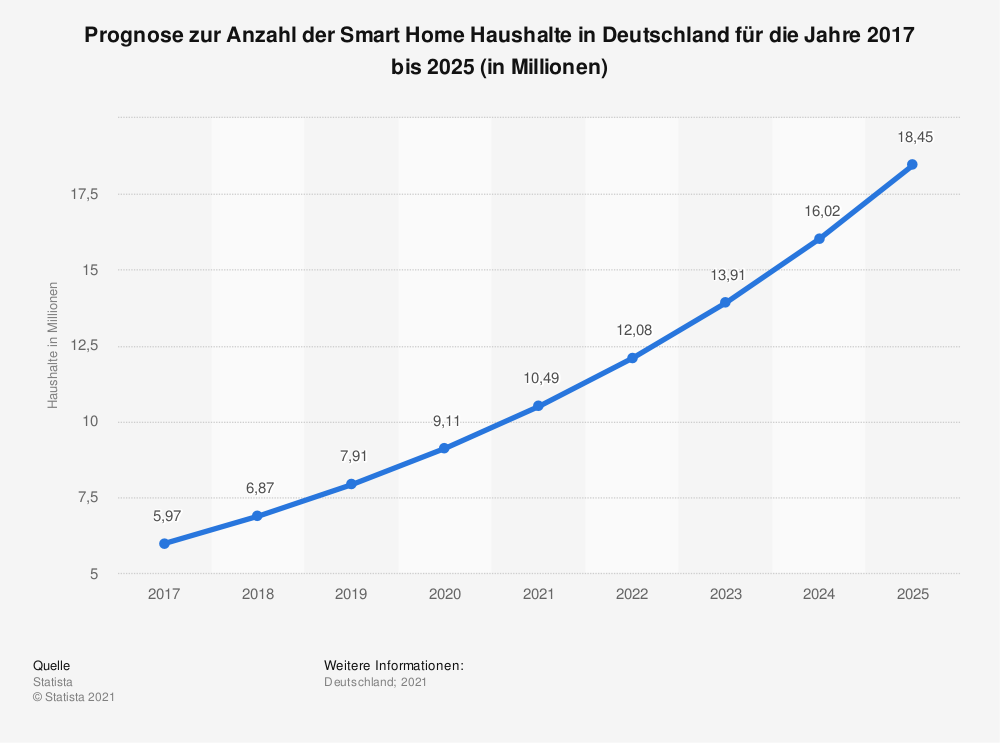 Prognose zur Anzahl der Smart Home Haushalte in Deutschland für die Jahre 2017
bis 2025 (in Millionen)
Haushalte in Millionen
17,5
15
12,5
10
7,5
5
5,97
6,87
7,91
9,11
10,49
12,08
13,91
16,02
18,45
2017 2018 2019 2020 2021 2022 2023 2024 2025
Quelle
Statista
© Statista 2021
Weitere Informationen:
Deutschland; 2021